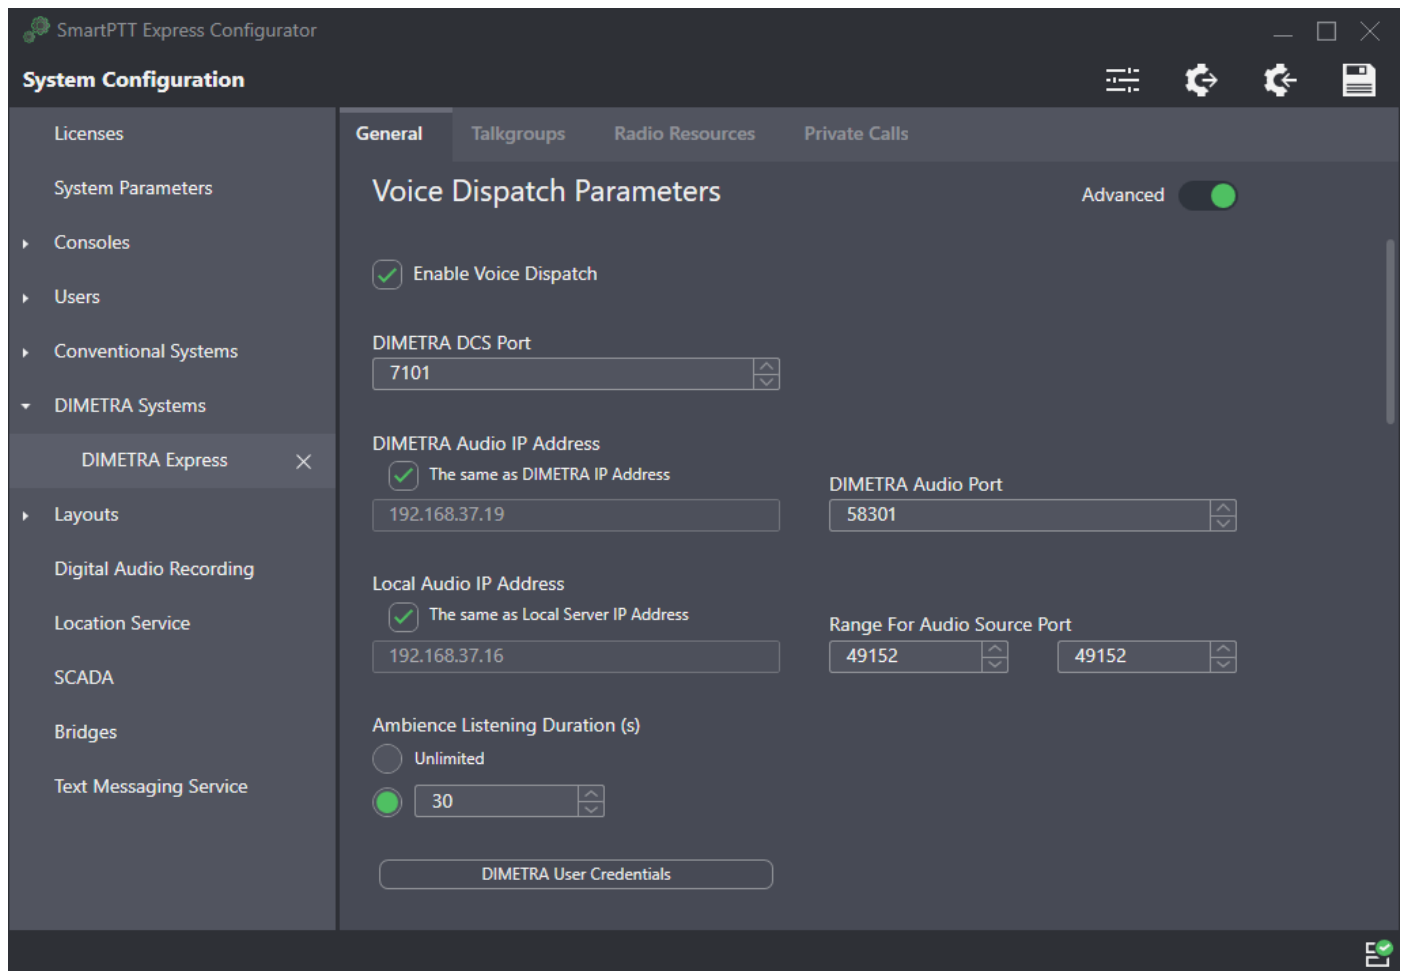 SmartPTT Express Configurator
System Configuration
Licenses
System Parameters
Consoles
Users
Conventional Systems
DIMETRA Systems
DIMETRA Express
Layouts
Digital Audio Recording
Location Service
SCADA
Bridges
Text Messaging Service
General Talkgroups Radio Resources Private Calls
Voice Dispatch Parameters
Advanced
Enable Voice Dispatch
DIMETRA DCS Port
7101
DIMETRA Audio IP Address
The same as DIMETRA IP Address
192.168.37.19
DIMETRA Audio Port
58301
Local Audio IP Address
The same as Local Server IP Address
192.168.37.16
Range For Audio Source Port
49152 49152
Ambience Listening Duration (s)
Unlimited
30
DIMETRA User Credentials